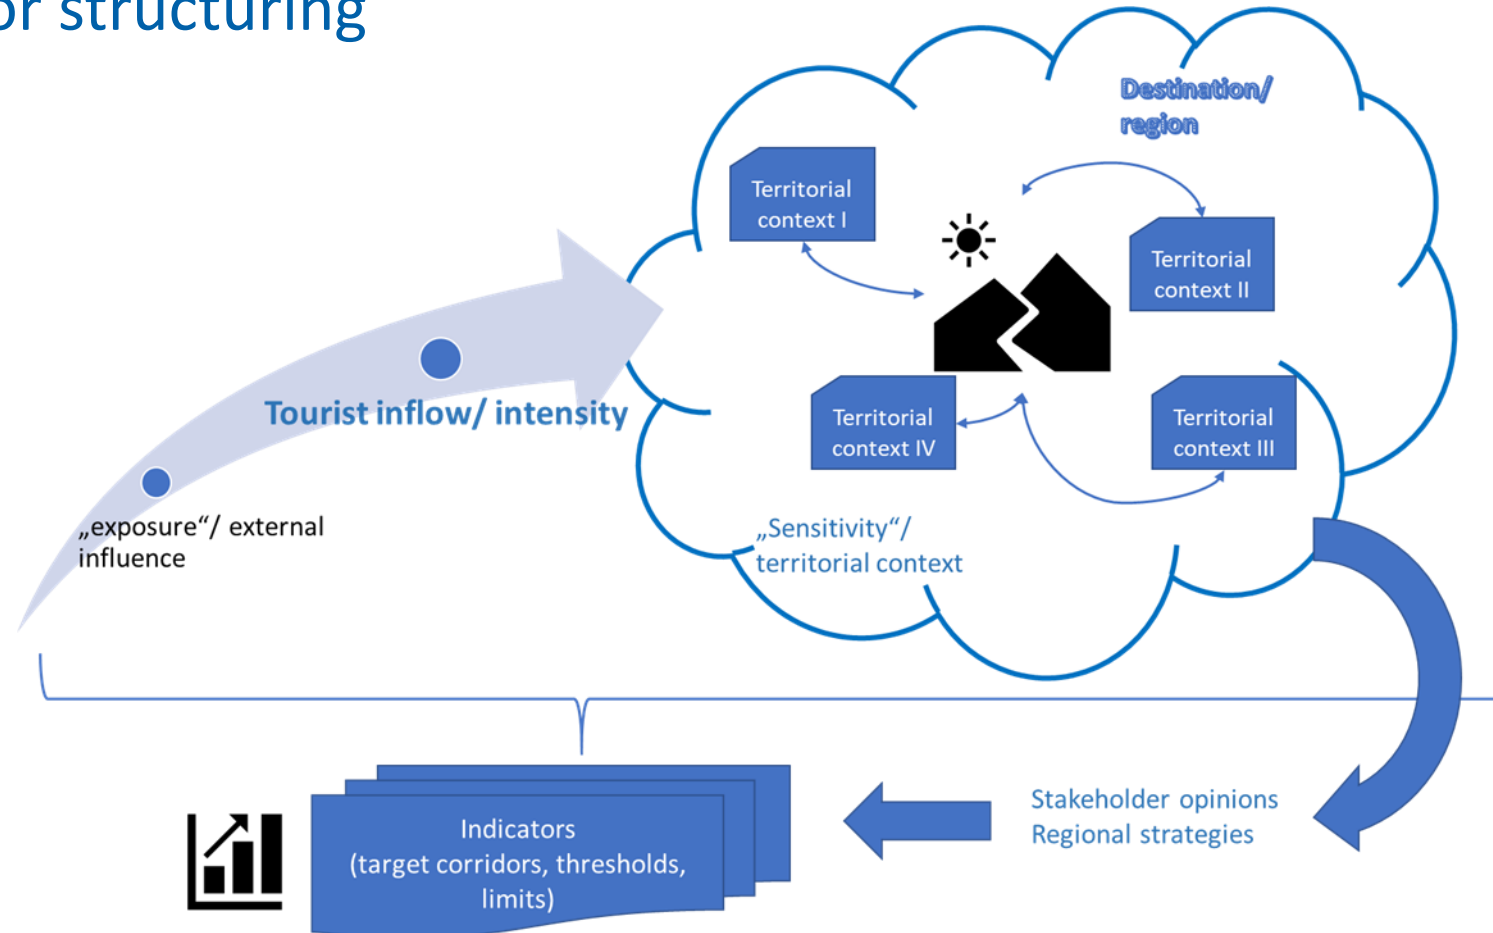 or structuring
Destination/
region
Territorial
context I
Territorial
context II
Tourist inflow/ intensity
Territorial
context IV
Territorial
context III
„exposure“/ external
influence
„Sensitivity“/
territorial context
Stakeholder opinions
Regional strategies
Indicators
(target corridors, thresholds,
limits)